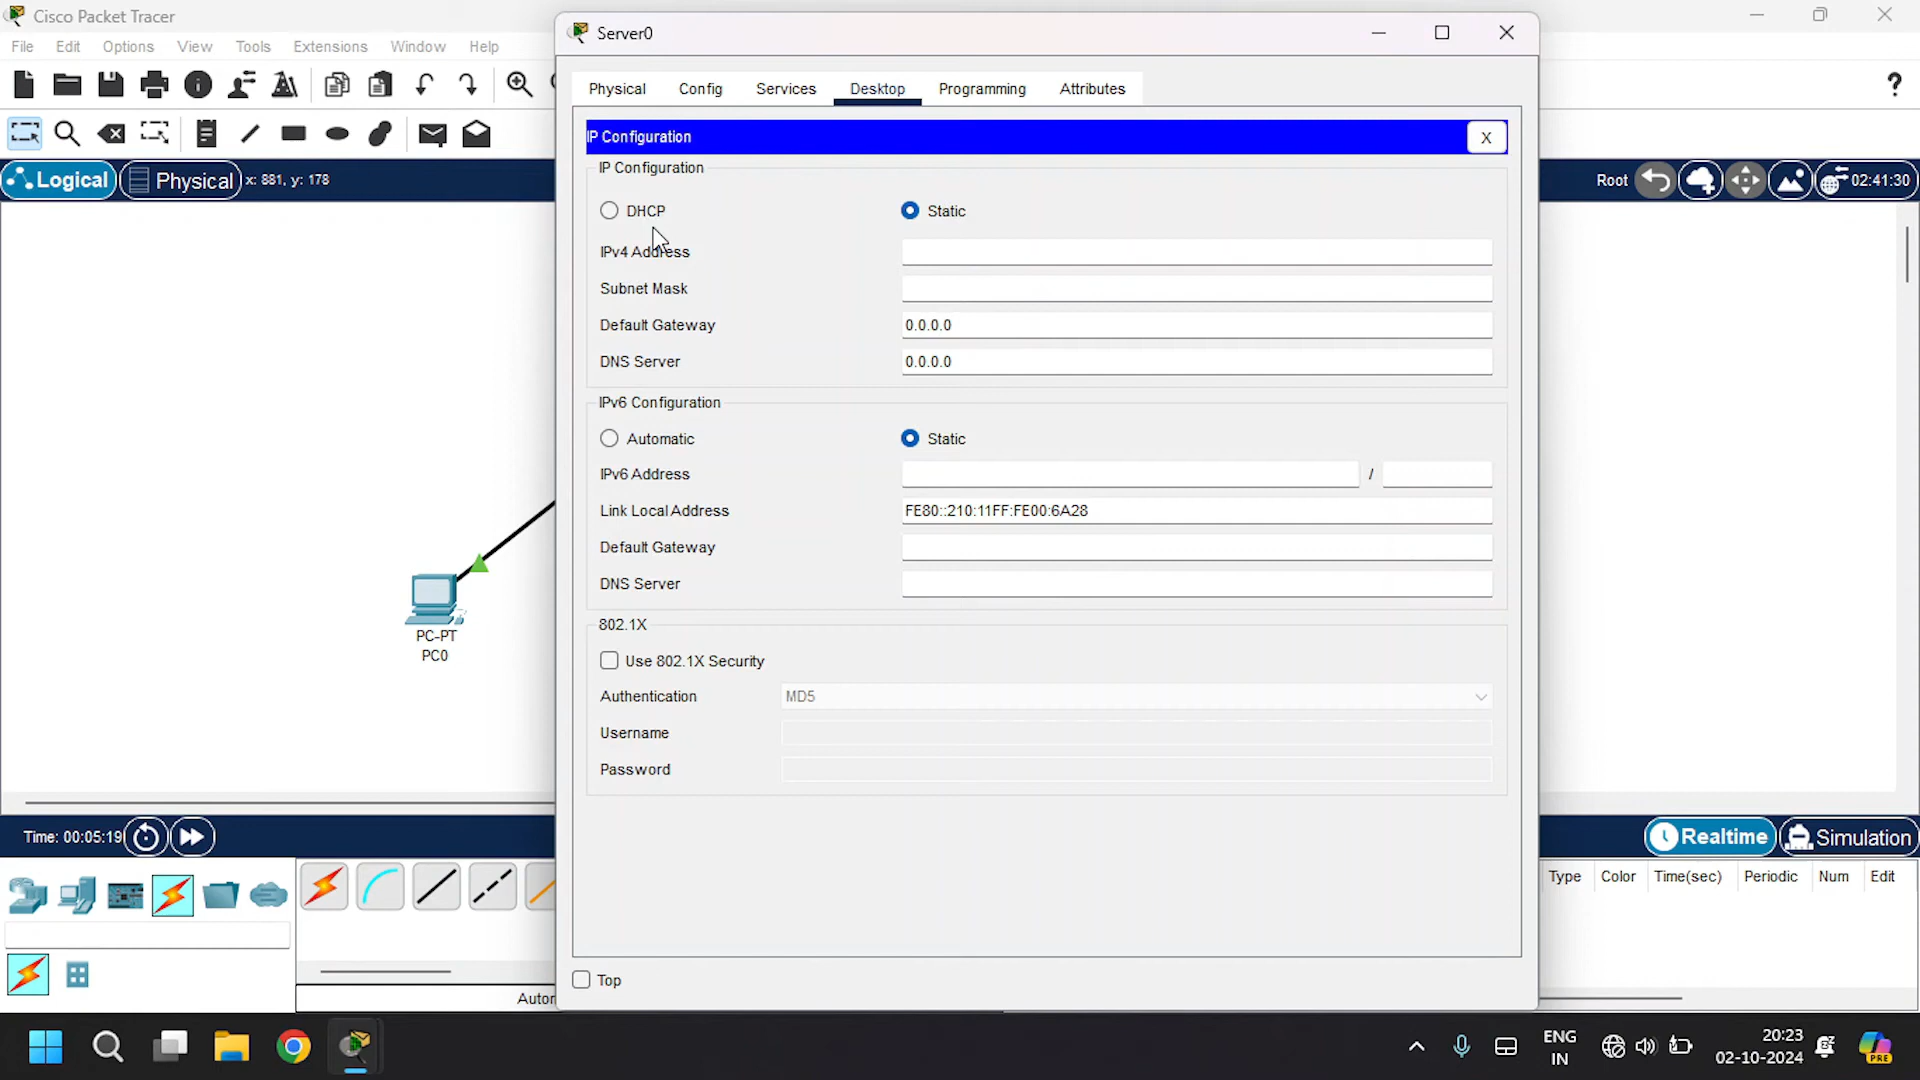 Cisco Packet Tracer
File Edit Options View Tools Extensions Window Help
Logical Physical x: 881, y: 178
Root 02:41:30
PC-PT
PC0
Server0
Physical Config Services Desktop Programming Attributes
IP Configuration X
IP Configuration
DHCP Static
IPv4 Address
Subnet Mask
Default Gateway 0.0.0.0
DNS Server 0.0.0.0
IPv6 Configuration
Automatic Static
IPv6 Address /
Link Local Address FE80::210:11FF:FE00:6A28
Default Gateway
DNS Server
802.1X
Use 802.1X Security
Authentication MD5
Username
Password
Top
Time: 00:05:19
Realtime Simulation
Type Color Time(sec) Periodic Num Edit
ENG
IN
20:23
02-10-2024
PRE